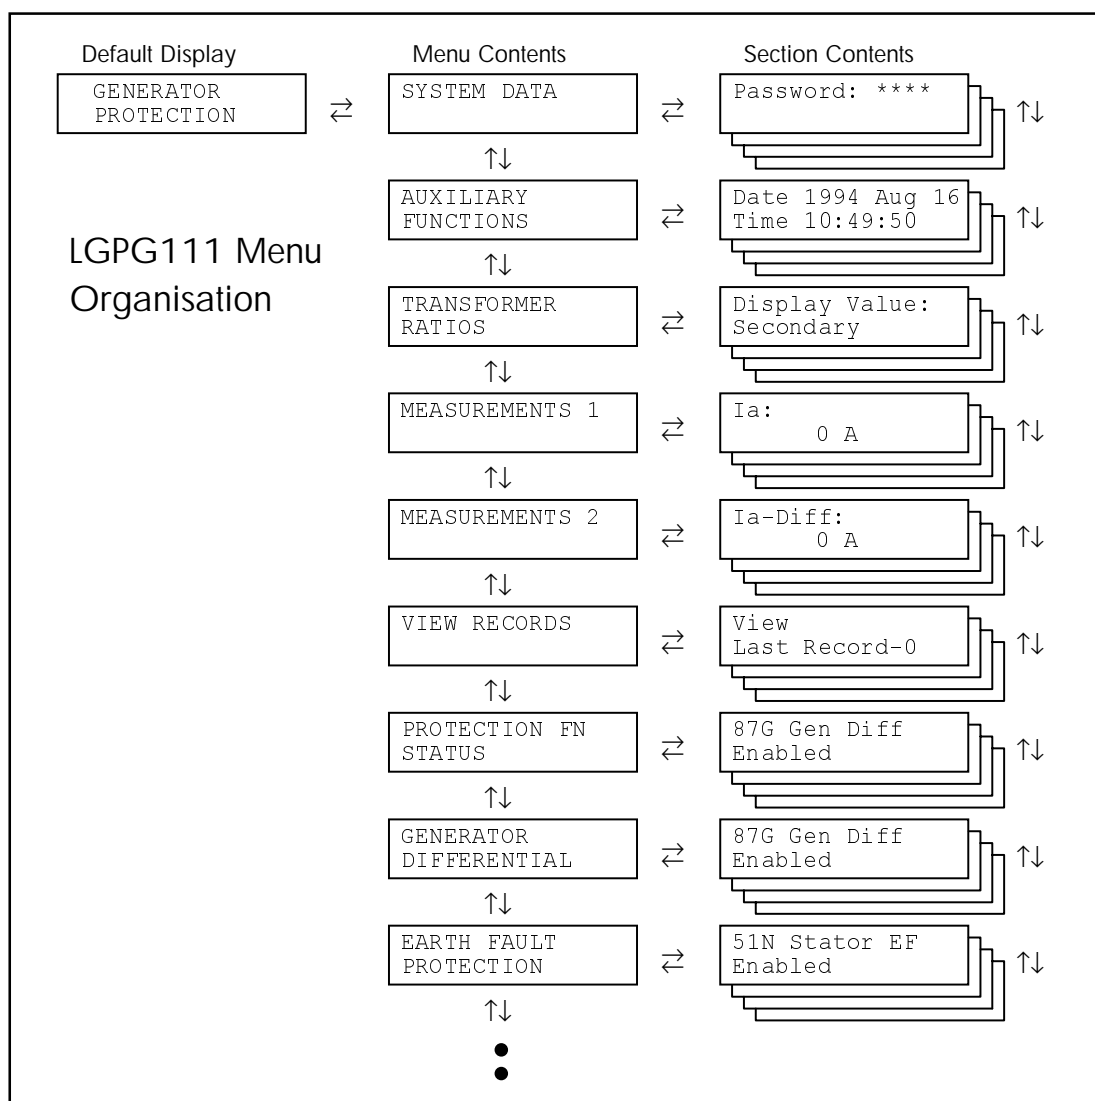 Default Display
Menu Contents
Section Contents
GENERATOR
PROTECTION
SYSTEM DATA
Password: ****
AUXILIARY
FUNCTIONS
Date 1994 Aug 16
Time 10:49:50
LGPG111 Menu
Organisation
TRANSFORMER
RATIOS
Display Value:
Secondary
MEASUREMENTS 1
Ia:
0 A
MEASUREMENTS 2
Ia-Diff:
0 A
VIEW RECORDS
View
Last Record-0
PROTECTION FN
STATUS
87G Gen Diff
Enabled
GENERATOR
DIFFERENTIAL
87G Gen Diff
Enabled
EARTH FAULT
PROTECTION
51N Stator EF
Enabled